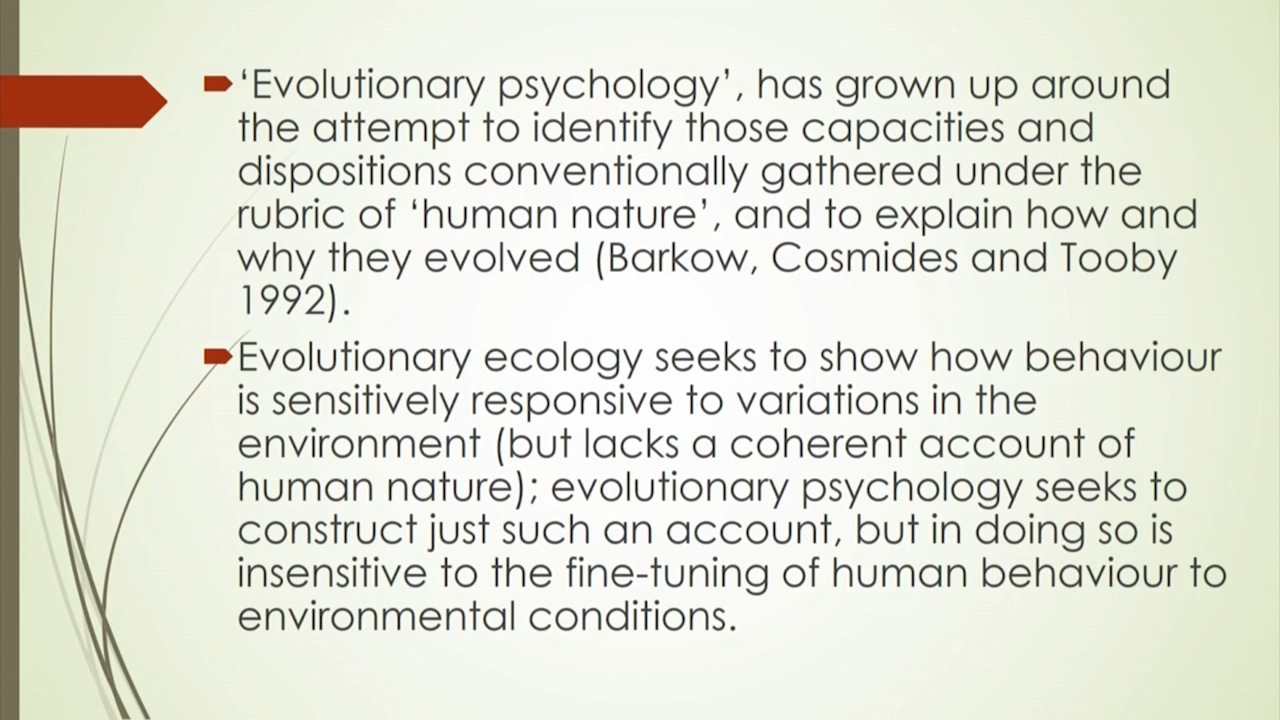 ‘Evolutionary psychology’, has grown up around
the attempt to identify those capacities and
dispositions conventionally gathered under the
rubric of ‘human nature’, and to explain how and
why they evolved (Barkow, Cosmides and Tooby
1992).
Evolutionary ecology seeks to show how behaviour
is sensitively responsive to variations in the
environment (but lacks a coherent account of
human nature); evolutionary psychology seeks to
construct just such an account, but in doing so is
insensitive to the fine-tuning of human behaviour to
environmental conditions.